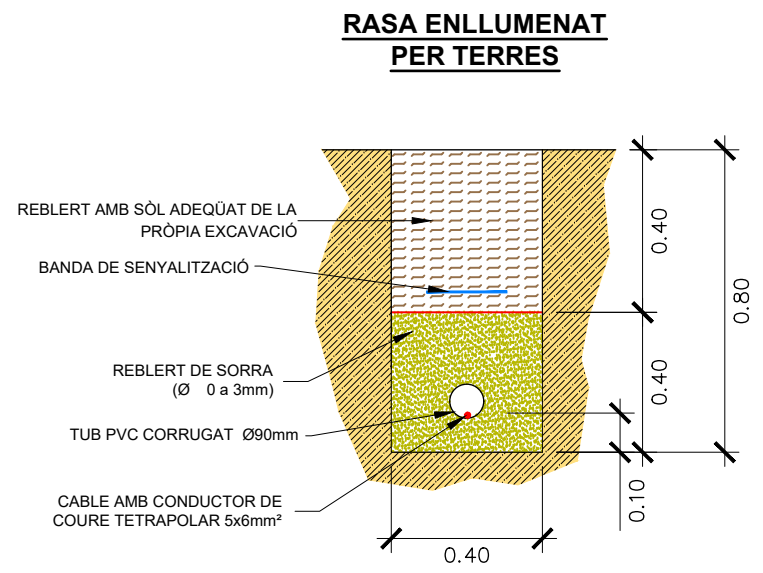 RASA ENLLUMENAT
PER TERRES
REBLERT AMB SÒL ADEQÜAT DE LA
PRÒPIA EXCAVACIÓ
BANDA DE SENYALITZACIÓ
REBLERT DE SORRA
(Ø 0 a 3mm)
TUB PVC CORRUGAT Ø90mm
CABLE AMB CONDUCTOR DE
COURE TETRAPOLAR 5x6mm²
0.40
0.40
0.80
0.10
0.40